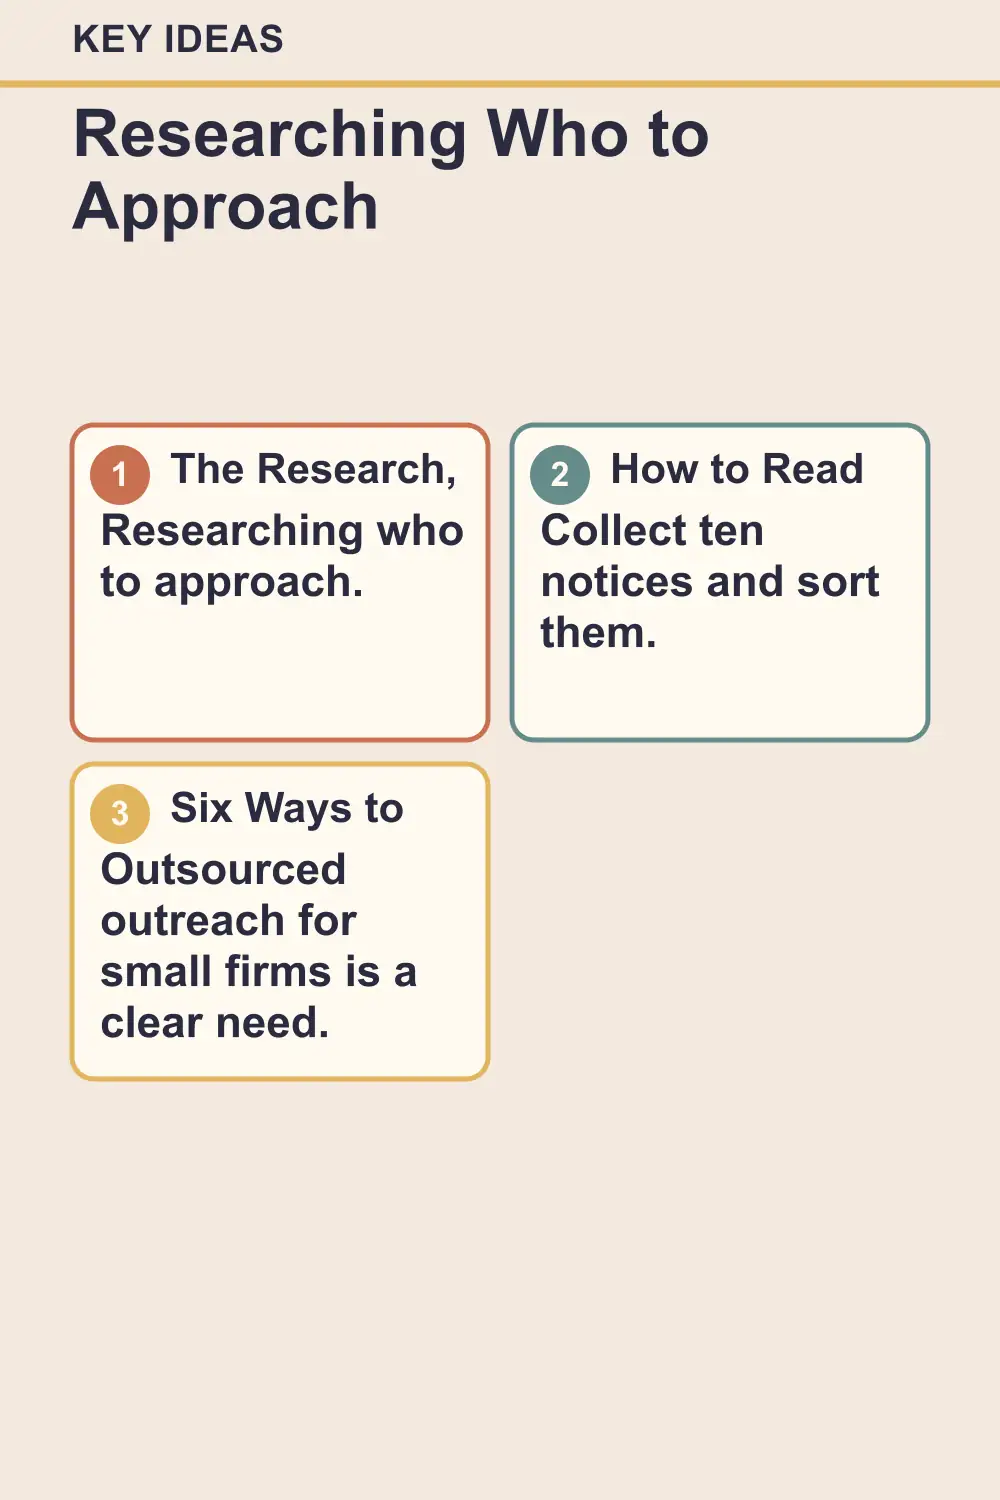 KEY IDEAS
Researching Who to
Approach
1 The Research,
Researching who
to approach.
2 How to Read
Collect ten
notices and sort
them.
3 Six Ways to
Outsourced
outreach for
small firms is a
clear need.